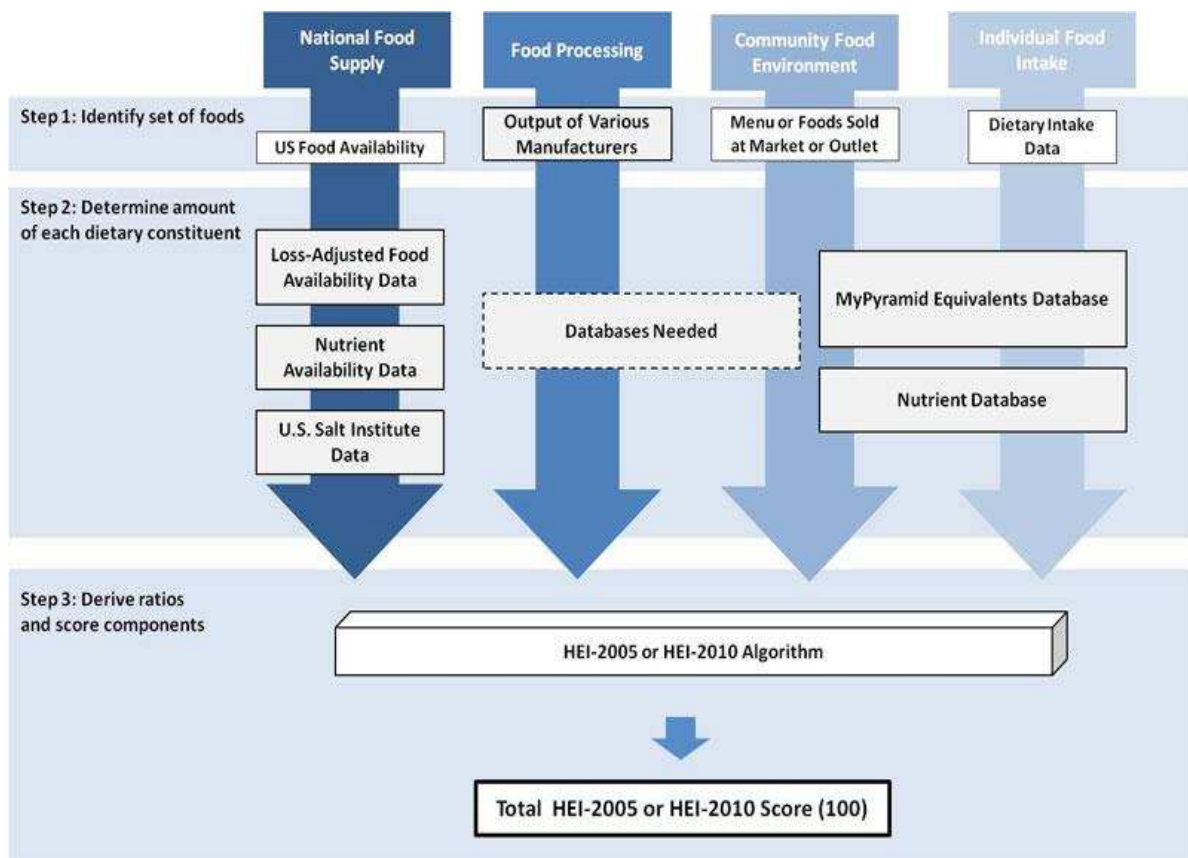 National Food
Supply
Food Processing
Community Food
Environment
Individual Food
Intake
Step 1: Identify set of foods
US Food Availability
Output of Various
Manufacturers
Menu or Foods Sold
at Market or Outlet
Dietary Intake
Data
Step 2: Determine amount
of each dietary constituent
Loss-Adjusted Food
Availability Data
Nutrient
Availability Data
U.S. Salt Institute
Data
Databases Needed
MyPyramid Equivalents Database
Nutrient Database
Step 3: Derive ratios
and score components
HEI-2005 or HEI-2010 Algorithm
Total HEI-2005 or HEI-2010 Score (100)